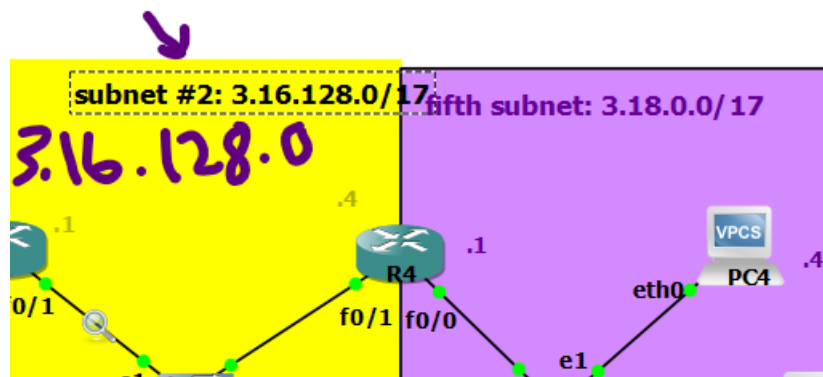 subnet #2: 3.16.128.0/17
fifth subnet: 3.18.0.0/17
3.16.128.0
.4
.1
.1
VPCS
.4
R4
PC4
eth0
f0/1
f0/1
f0/0
e1